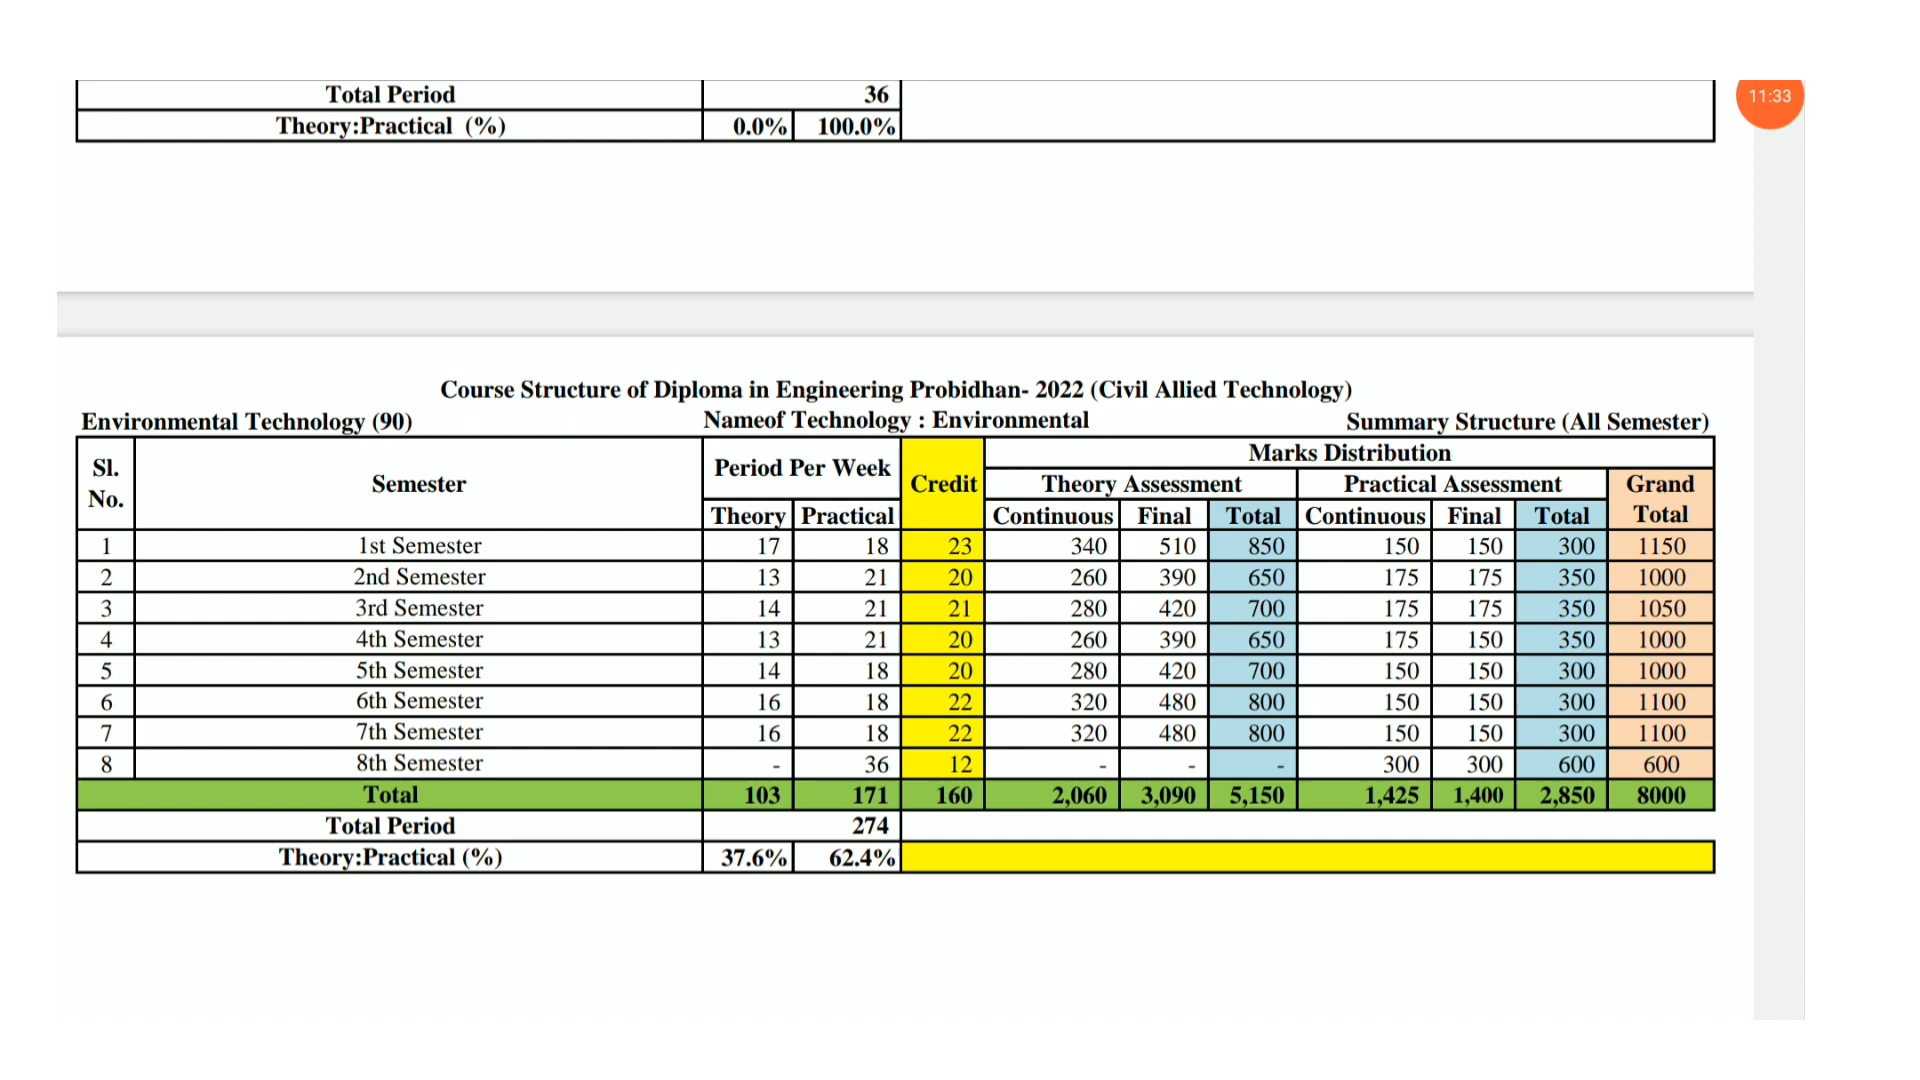 Total Period 36
Theory:Practical (%) 0.0% 100.0%
11:33
Course Structure of Diploma in Engineering Probidhan- 2022 (Civil Allied Technology)
Environmental Technology (90) Nameof Technology : Environmental Summary Structure (All Semester)
Sl. No. Semester Period Per Week Credit Marks Distribution
Theory Assessment Practical Assessment Grand Total
Theory Practical Continuous Final Total Continuous Final Total
1 1st Semester 17 18 23 340 510 850 150 150 300 1150
2 2nd Semester 13 21 20 260 390 650 175 175 350 1000
3 3rd Semester 14 21 21 280 420 700 175 175 350 1050
4 4th Semester 13 21 20 260 390 650 175 150 350 1000
5 5th Semester 14 18 20 280 420 700 150 150 300 1000
6 6th Semester 16 18 22 320 480 800 150 150 300 1100
7 7th Semester 16 18 22 320 480 800 150 150 300 1100
8 8th Semester - 36 12 - - - 300 300 600 600
Total 103 171 160 2,060 3,090 5,150 1,425 1,400 2,850 8000
Total Period 274
Theory:Practical (%) 37.6% 62.4%